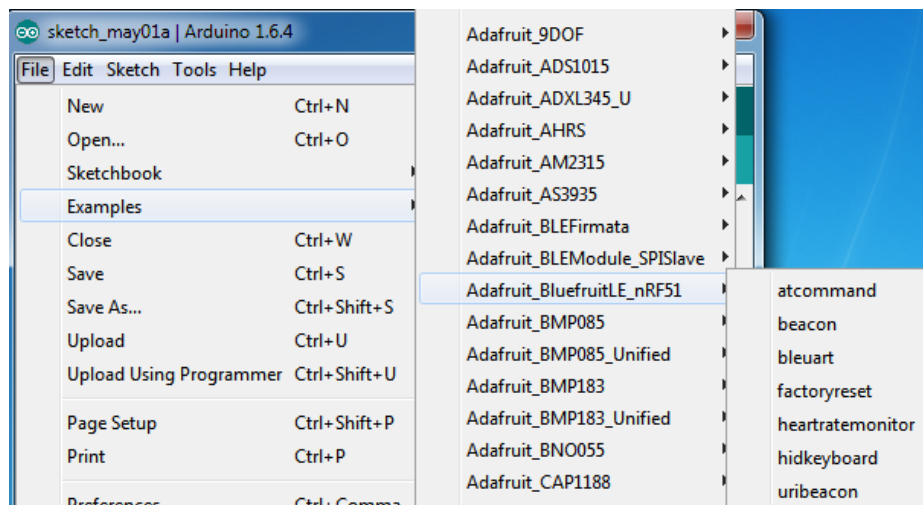 sketch_may01a | Arduino 1.6.4
File Edit Sketch Tools Help
New Ctrl+N
Open... Ctrl+O
Sketchbook
Examples
Close Ctrl+W
Save Ctrl+S
Save As... Ctrl+Shift+S
Upload Ctrl+U
Upload Using Programmer Ctrl+Shift+U
Page Setup Ctrl+Shift+P
Print Ctrl+P
Preferences Ctrl+Comma
Adafruit_9DOF
Adafruit_ADS1015
Adafruit_ADXL345_U
Adafruit_AHRS
Adafruit_AM2315
Adafruit_AS3935
Adafruit_BLEFirmata
Adafruit_BLEModule_SPISlave
Adafruit_BluefruitLE_nRF51
Adafruit_BMP085
Adafruit_BMP085_Unified
Adafruit_BMP183
Adafruit_BMP183_Unified
Adafruit_BNO055
Adafruit_CAP1188
atcommand
beacon
bleuart
factoryreset
heartratemonitor
hidkeyboard
uribeacon